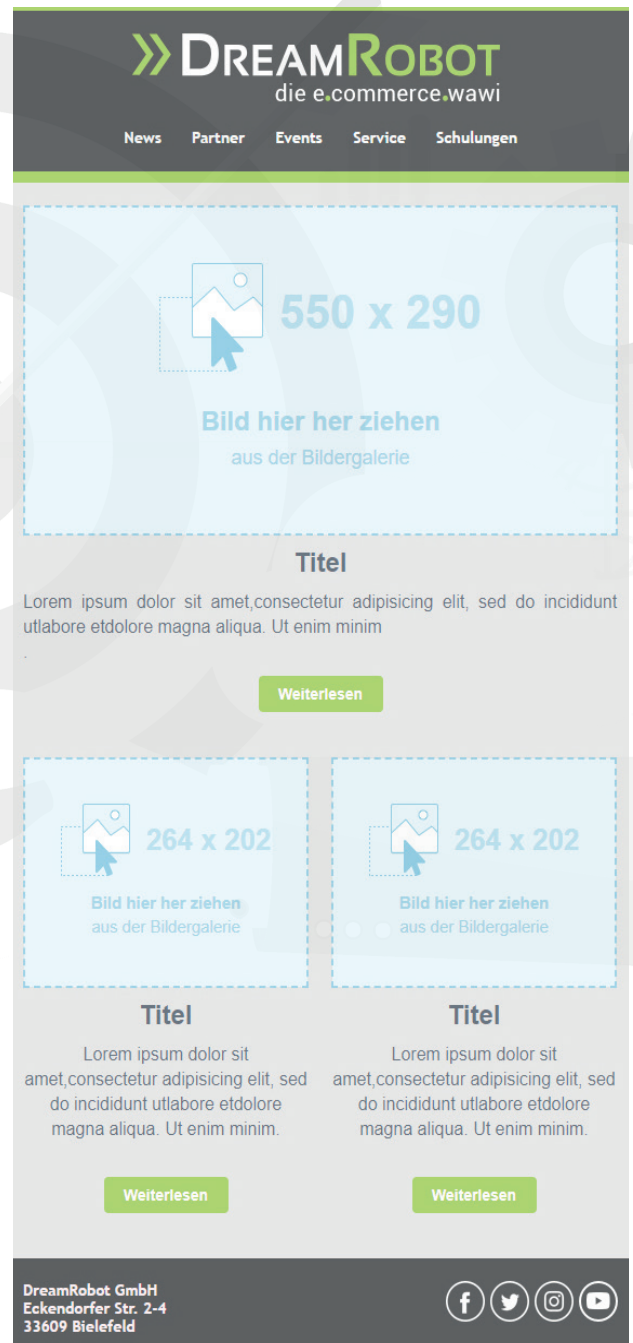 DREAMROBOT
die e.commerce.wawi
News Partner Events Service Schulungen
550 x 290
Bild hier her ziehen
aus der Bildergalerie
Titel
Lorem ipsum dolor sit amet,consectetur adipisicing elit, sed do incididunt
utlabore etdolore magna aliqua. Ut enim minim
.
Weiterlesen
264 x 202
Bild hier her ziehen
aus der Bildergalerie
Titel
Lorem ipsum dolor sit
amet,consectetur adipisicing elit, sed
do incididunt utlabore etdolore
magna aliqua. Ut enim minim.
Weiterlesen
264 x 202
Bild hier her ziehen
aus der Bildergalerie
Titel
Lorem ipsum dolor sit
amet,consectetur adipisicing elit, sed
do incididunt utlabore etdolore
magna aliqua. Ut enim minim.
Weiterlesen
DreamRobot GmbH
Eckendorfer Str. 2-4
33609 Bielefeld